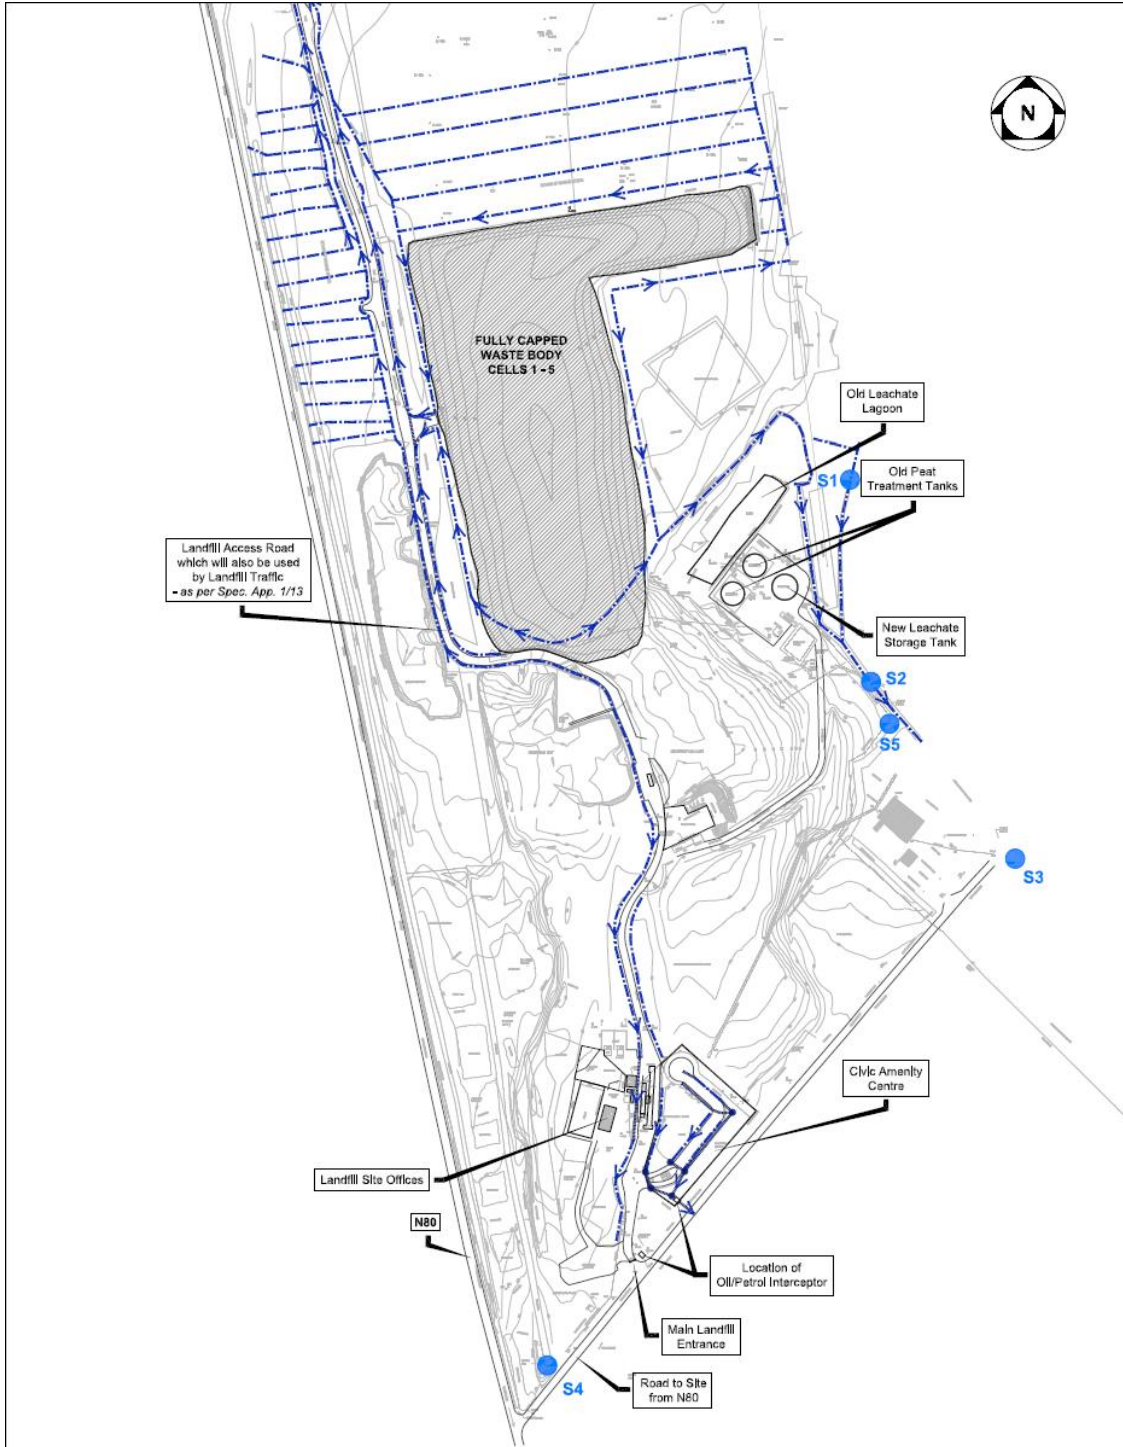 N
FULLY CAPPED
WASTE BODY
CELLS 1 - 5
Old Leachate
Lagoon
Old Peat
Treatment Tanks
S1
Landfill Access Road
which will also be used
by Landfill Traffic
- as per Spec. App. 1/13
New Leachate
Storage Tank
S2
S5
S3
Civic Amenity
Centre
Landfill Site Offices
N80
Location of
Oil/Petrol Interceptor
Main Landfill
Entrance
S4
Road to Site
from N80